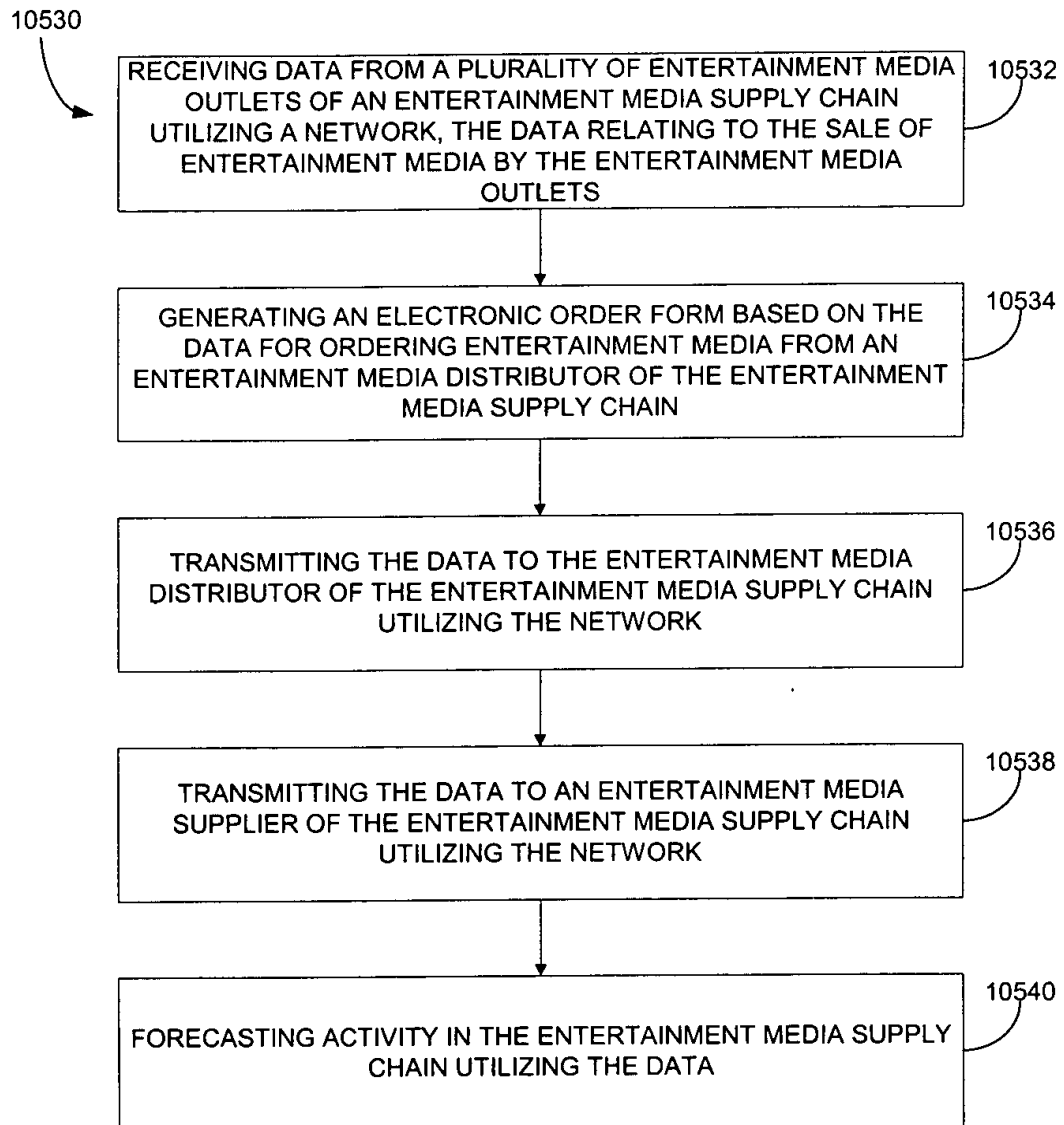 10530
RECEIVING DATA FROM A PLURALITY OF ENTERTAINMENT MEDIA
OUTLETS OF AN ENTERTAINMENT MEDIA SUPPLY CHAIN
UTILIZING A NETWORK, THE DATA RELATING TO THE SALE OF
ENTERTAINMENT MEDIA BY THE ENTERTAINMENT MEDIA
OUTLETS
10532
GENERATING AN ELECTRONIC ORDER FORM BASED ON THE
DATA FOR ORDERING ENTERTAINMENT MEDIA FROM AN
ENTERTAINMENT MEDIA DISTRIBUTOR OF THE ENTERTAINMENT
MEDIA SUPPLY CHAIN
10534
TRANSMITTING THE DATA TO THE ENTERTAINMENT MEDIA
DISTRIBUTOR OF THE ENTERTAINMENT MEDIA SUPPLY CHAIN
UTILIZING THE NETWORK
10536
TRANSMITTING THE DATA TO AN ENTERTAINMENT MEDIA
SUPPLIER OF THE ENTERTAINMENT MEDIA SUPPLY CHAIN
UTILIZING THE NETWORK
10538
FORECASTING ACTIVITY IN THE ENTERTAINMENT MEDIA SUPPLY
CHAIN UTILIZING THE DATA
10540